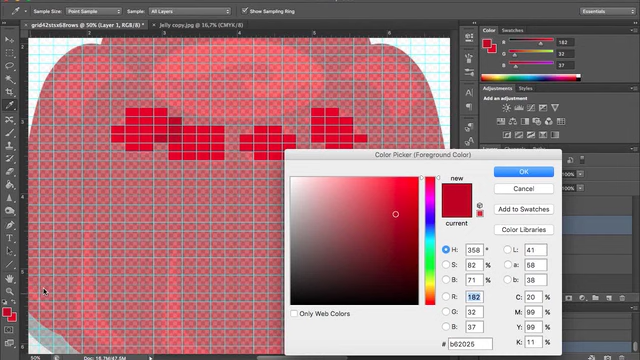 Sample Size: Point Sample Sample: All Layers Show Sampling Ring Essentials
grid42stsx68rows @ 50% (Layer 1, RGB/8*) * Jelly copy.jpg @ 16,7% (CMYK/8)
Color Swatches
182
32
37
Adjustments Styles
Add an adjustment
Color Picker (Foreground Color)
new
current
OK
Cancel
Add to Swatches
Color Libraries
Only Web Colors
H: 358 °
S: 82 %
B: 71 %
R: 182
G: 32
B: 37
# b62025
L: 41
a: 58
b: 38
C: 20 %
M: 99 %
Y: 99 %
K: 11 %
50%